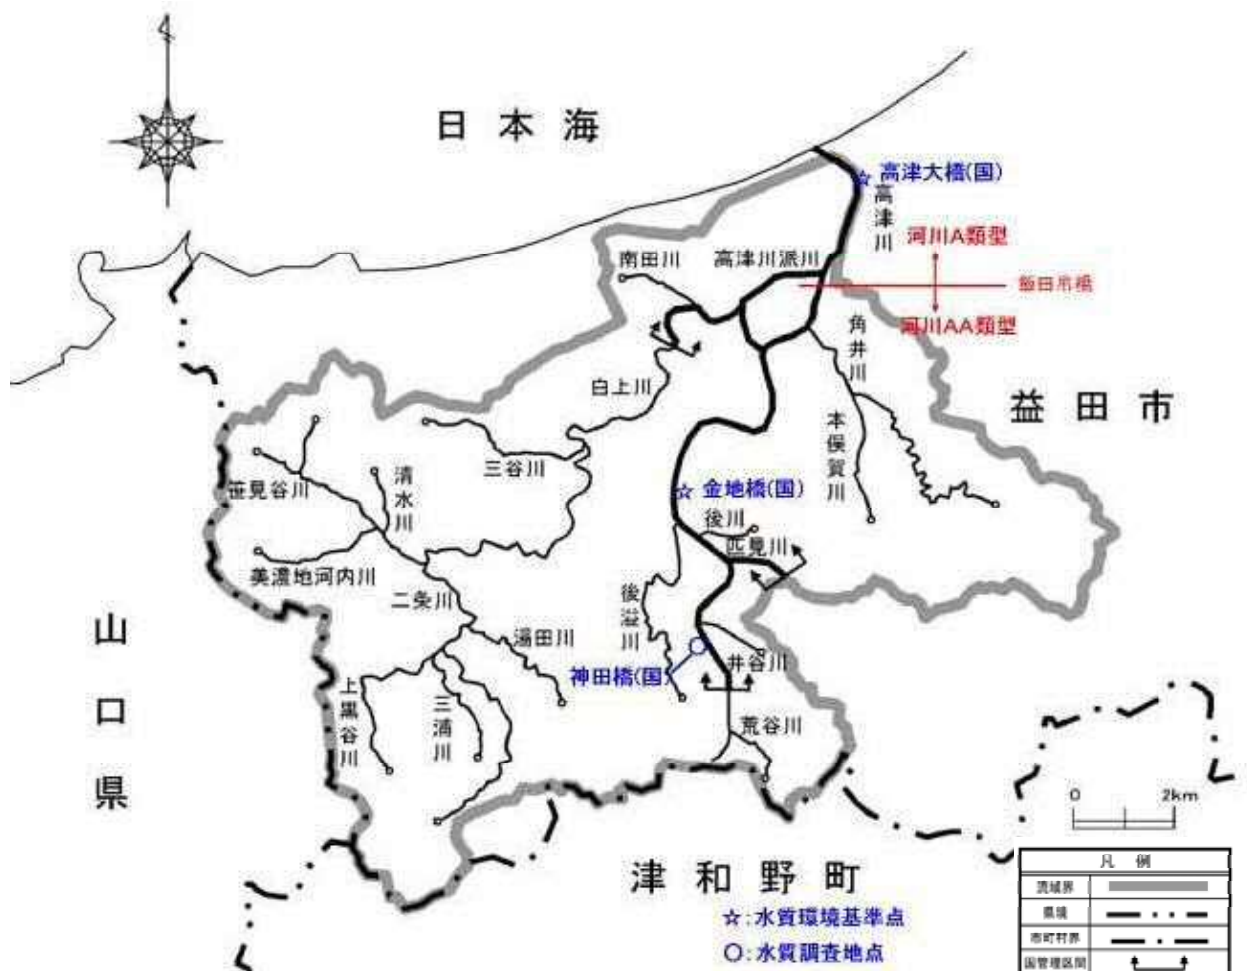 日本海
高津大橋(国)
高津川
河川A類型
南田川
高津川派川
飯田吊橋
河川AA類型
角井川
白上川
益田市
本俣賀川
三谷川
清水川
笹見谷川
金地橋(国)
後川
匹見川
美濃地河内川
二条川
後溢川
湯田川
山口県
神田橋(国)
井谷川
上黒谷川
三浦川
荒谷川
0 2km
津和野町
☆:水質環境基準点
○:水質調査地点
凡例
流域界
県境
市町村界
国管理区間